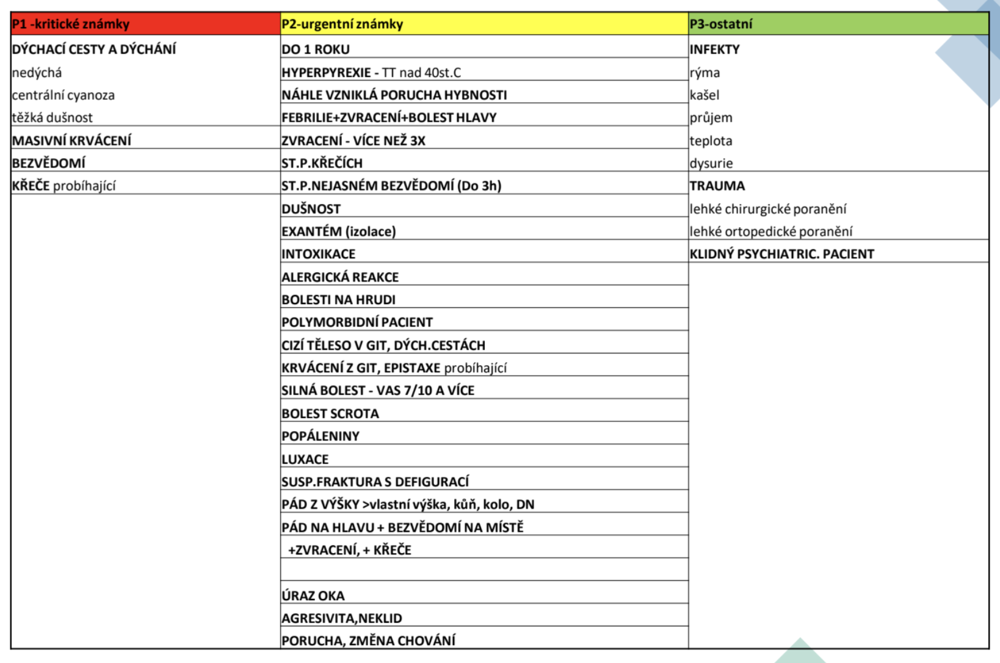 P1 -kritické známky
DÝCHACÍ CESTY A DÝCHÁNÍ
nedýchá
centrální cyanoza
těžká dušnost
MASIVNÍ KRVÁCENÍ
BEZVĚDOMÍ
KŘEČE probíhající
P2-urgentní známky
DO 1 ROKU
HYPERPYREXIE - TT nad 40st.C
NÁHLE VZNIKLÁ PORUCHA HYBNOSTI
FEBRILIE+ZVRACENÍ+BOLEST HLAVY
ZVRACENÍ - VÍCE NEŽ 3X
ST.P.KŘEČÍCH
ST.P.NEJASNÉM BEZVĚDOMÍ (Do 3h)
DUŠNOST
EXANTÉM (izolace)
INTOXIKACE
ALERGICKÁ REAKCE
BOLESTI NA HRUDI
POLYMORBIDNÍ PACIENT
CIZÍ TĚLESO V GIT, DÝCH.CESTÁCH
KRVÁCENÍ Z GIT, EPISTAXE probíhající
SILNÁ BOLEST - VAS 7/10 A VÍCE
BOLEST SCROTA
POPÁLENINY
LUXACE
SUSP.FRAKTURA S DEFIGURACÍ
PÁD Z VÝŠKY >vlastní výška, kůň, kolo, DN
PÁD NA HLAVU + BEZVĚDOMÍ NA MÍSTĚ
+ZVRACENÍ, + KŘEČE
ÚRAZ OKA
AGRESIVITA,NEKLID
PORUCHA, ZMĚNA CHOVÁNÍ
P3-ostatní
INFEKTY
rýma
kašel
průjem
teplota
dysurie
TRAUMA
lehké chirurgické poranění
lehké ortopedické poranění
KLIDNÝ PSYCHIATRIC. PACIENT